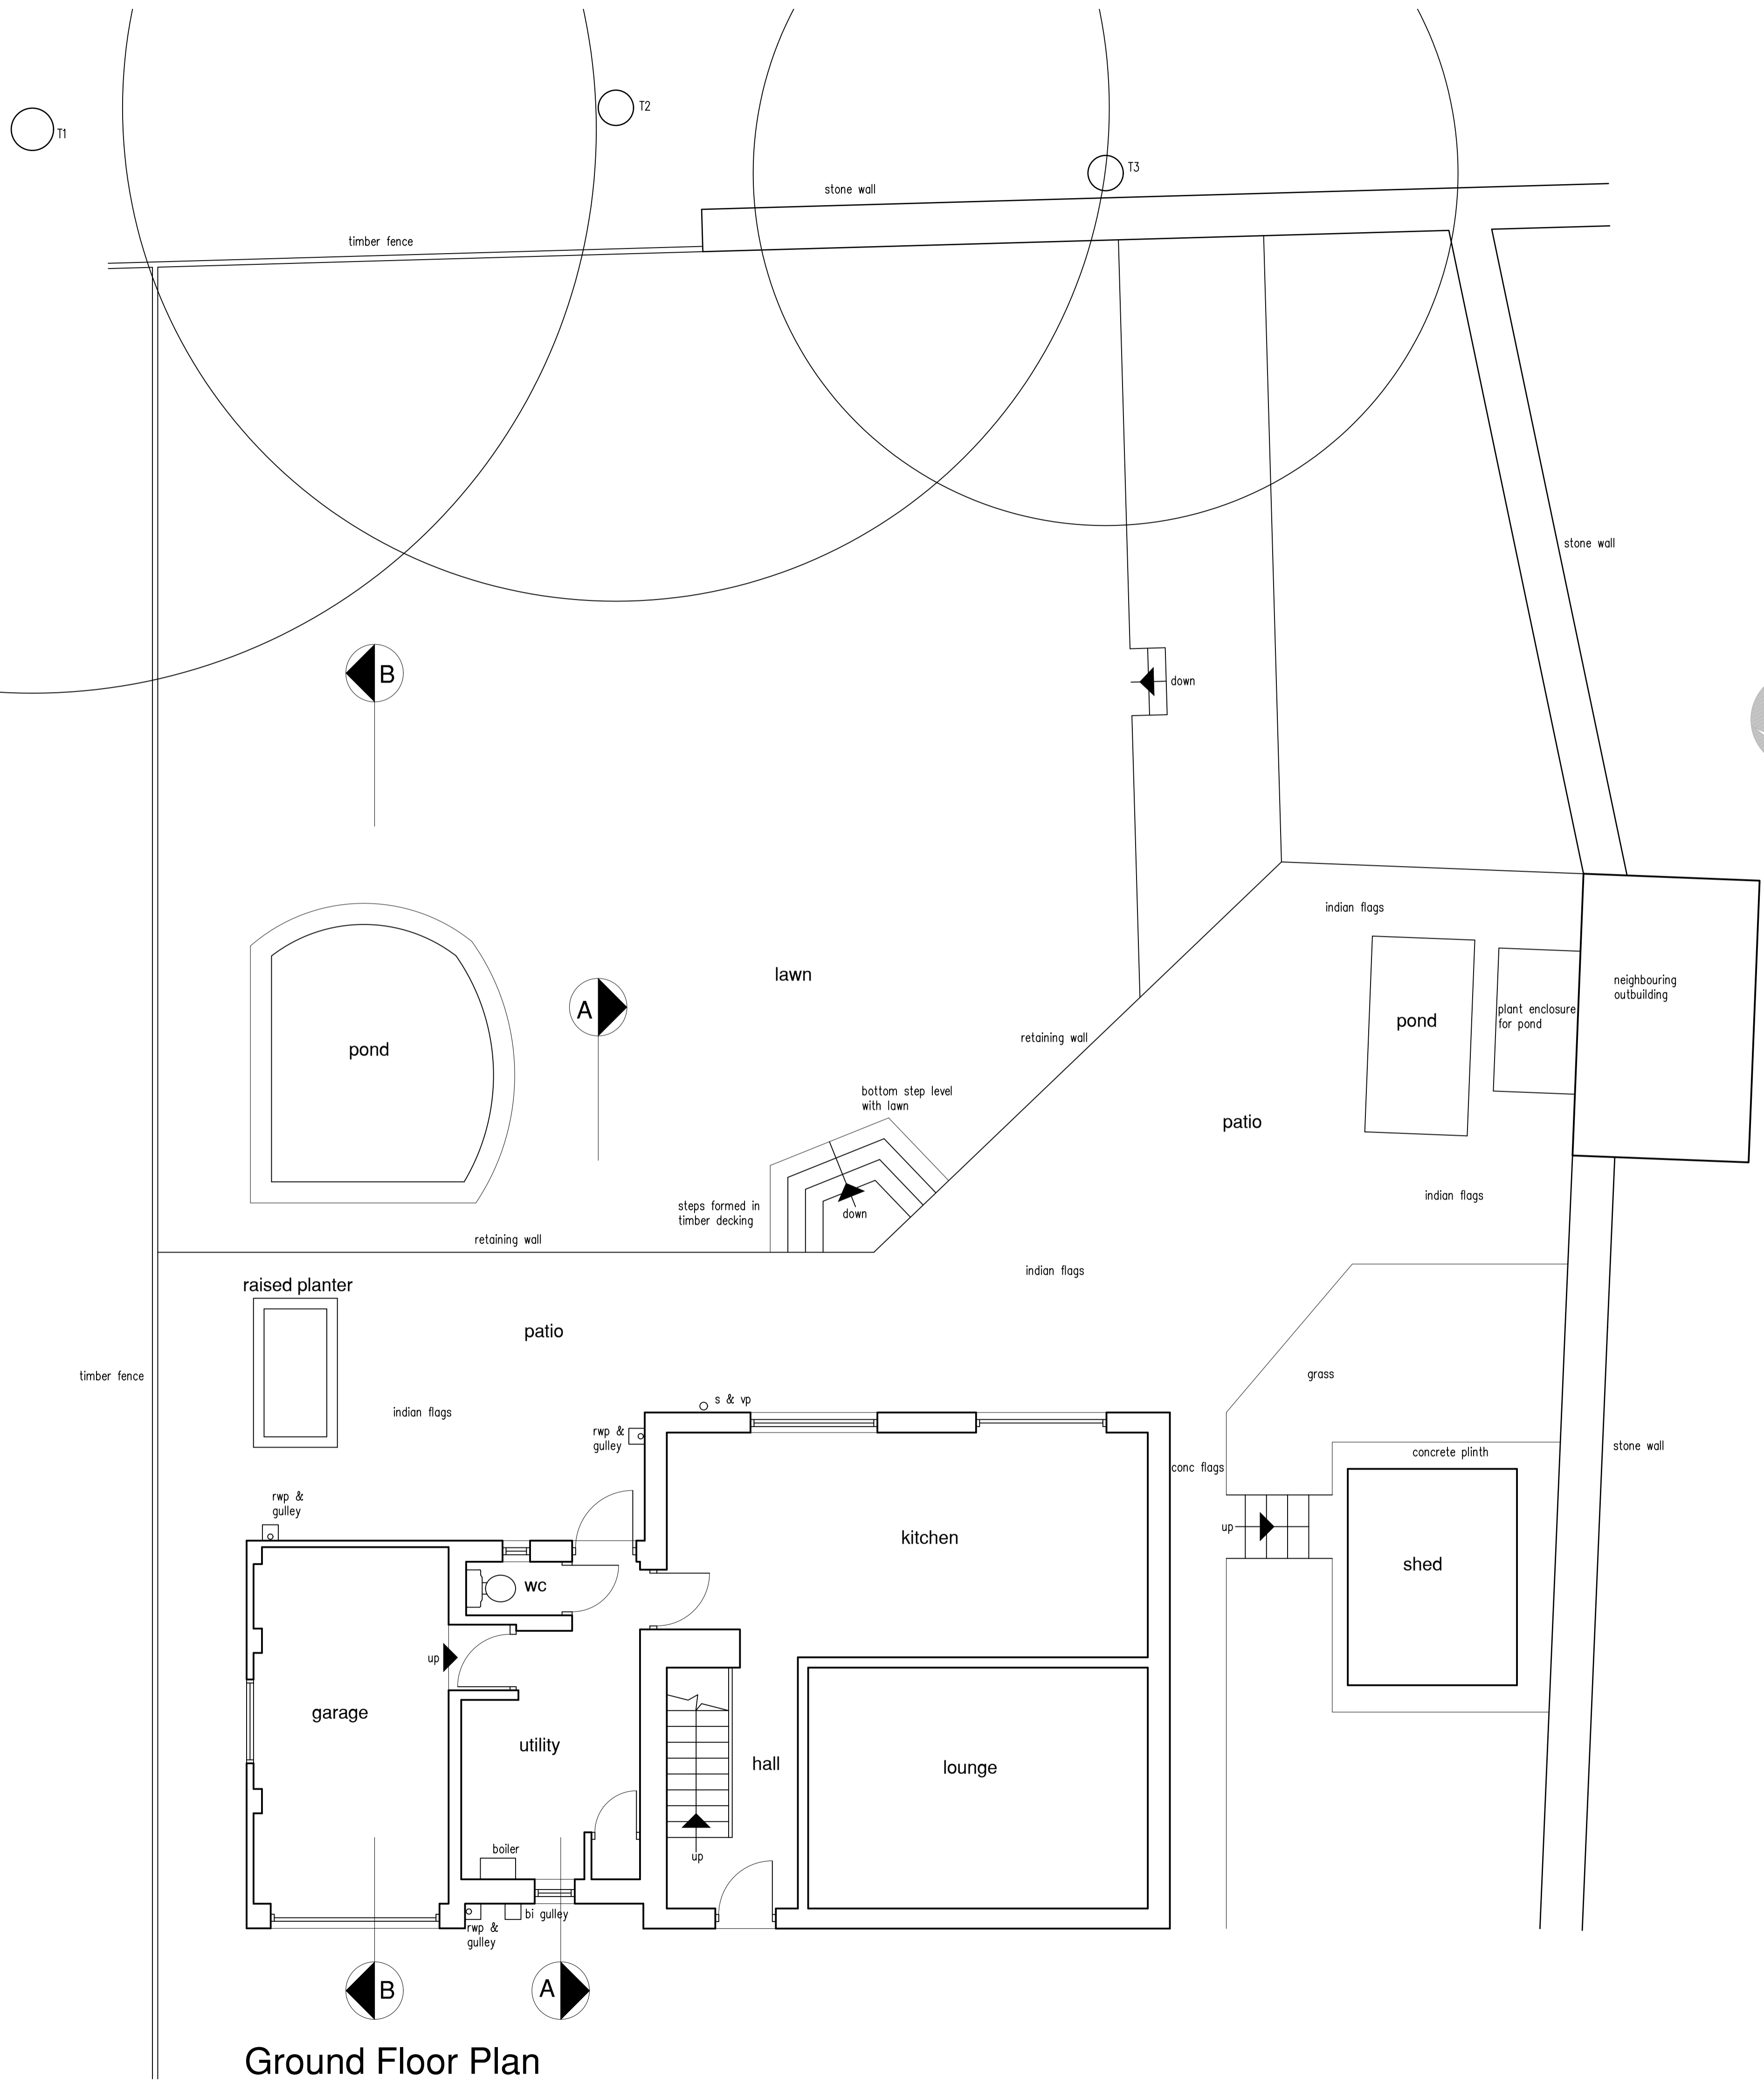 T1
T2
T3
stone wall
timber fence
stone wall
B
down
indian flags
lawn
neighbouring
outbuilding
A
plant enclosure
for pond
pond
pond
retaining wall
bottom step level
with lawn
patio
indian flags
steps formed in
timber decking
down
retaining wall
indian flags
raised planter
patio
timber fence
grass
indian flags
s & vp
rwp &
gulley
stone wall
concrete plinth
conc flags
rwp &
gulley
up
kitchen
shed
wc
up
garage
utility
hall
lounge
boiler
up
bi gulley
rwp &
gulley
B
A
Ground Floor Plan